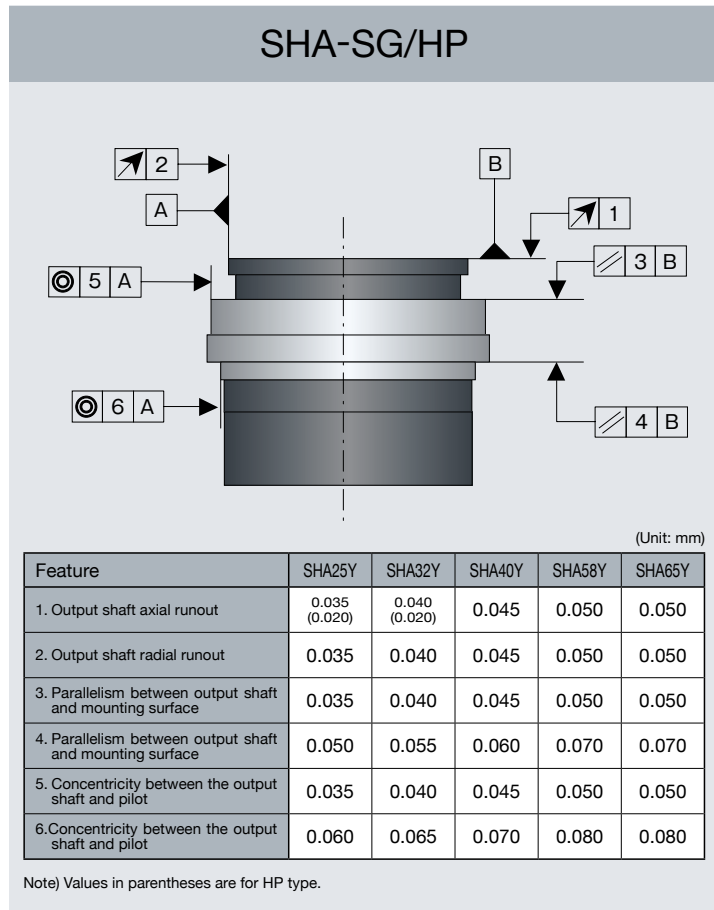 SHA-SG/HP
2
B
A
1
3 B
5 A
6 A
4 B
(Unit: mm)
Feature SHA25Y SHA32Y SHA40Y SHA58Y SHA65Y
1. Output shaft axial runout 0.035 (0.020) 0.040 (0.020) 0.045 0.050 0.050
2. Output shaft radial runout 0.035 0.040 0.045 0.050 0.050
3. Parallelism between output shaft
and mounting surface 0.035 0.040 0.045 0.050 0.050
4. Parallelism between output shaft
and mounting surface 0.050 0.055 0.060 0.070 0.070
5. Concentricity between the output
shaft and pilot 0.035 0.040 0.045 0.050 0.050
6.Concentricity between the output
shaft and pilot 0.060 0.065 0.070 0.080 0.080
Note) Values in parentheses are for HP type.